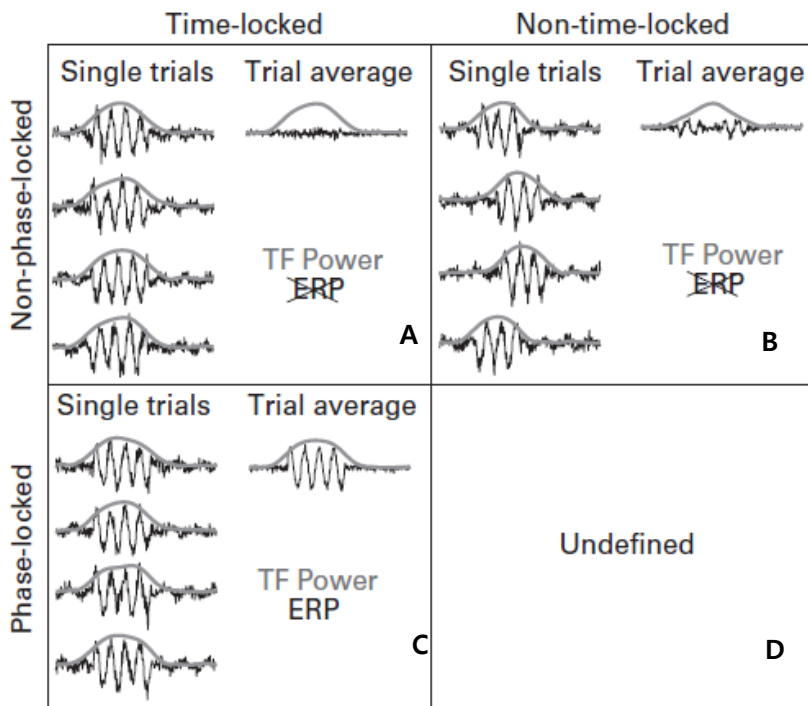 Time-locked
Non-time-locked
Non-phase-locked
Single trials
Trial average
TF Power
ERP
A
Single trials
Trial average
TF Power
ERP
B
Phase-locked
Single trials
Trial average
TF Power
ERP
C
Undefined
D